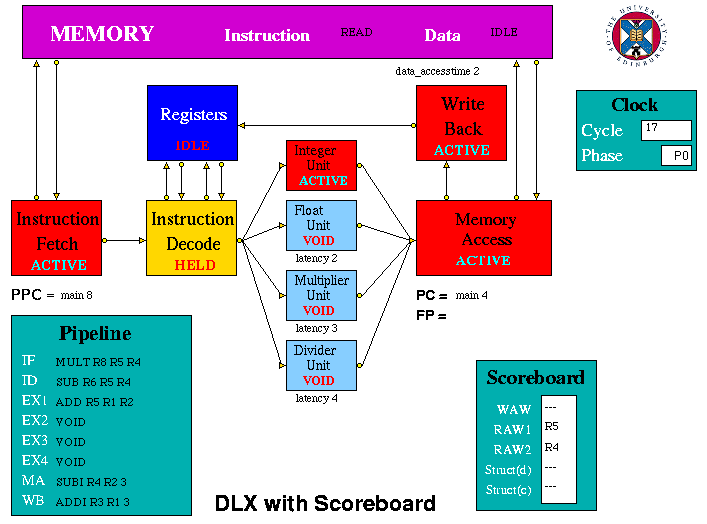 MEMORY Instruction READ Data IDLE
THE UNIVERSITY OF EDINBURGH
data_accesstime 2
Registers
IDLE
Write
Back
ACTIVE
Clock
Cycle 17
Phase P0
Integer
Unit
ACTIVE
Instruction
Fetch
ACTIVE
Instruction
Decode
HELD
Float
Unit
VOID
latency 2
Memory
Access
ACTIVE
Multiplier
Unit
VOID
latency 3
PPC = main 8
PC = main 4
FP =
Divider
Unit
VOID
latency 4
Pipeline
IF MULT R8 R5 R4
ID SUB R6 R5 R4
EX1 ADD R5 R1 R2
EX2 VOID
EX3 VOID
EX4 VOID
MA SUBI R4 R2 3
WB ADDI R3 R1 3
Scoreboard
WAW ---
RAW1 R5
RAW2 R4
Struct(d) ---
Struct(c) ---
DLX with Scoreboard